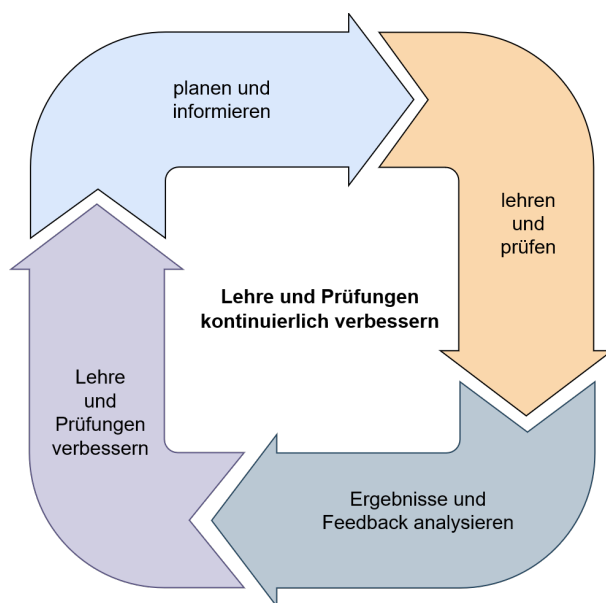 planen und
informieren
lehren
und
prüfen
Lehre und Prüfungen
kontinuierlich verbessern
Lehre
und
Prüfungen
verbessern
Ergebnisse und
Feedback analysieren